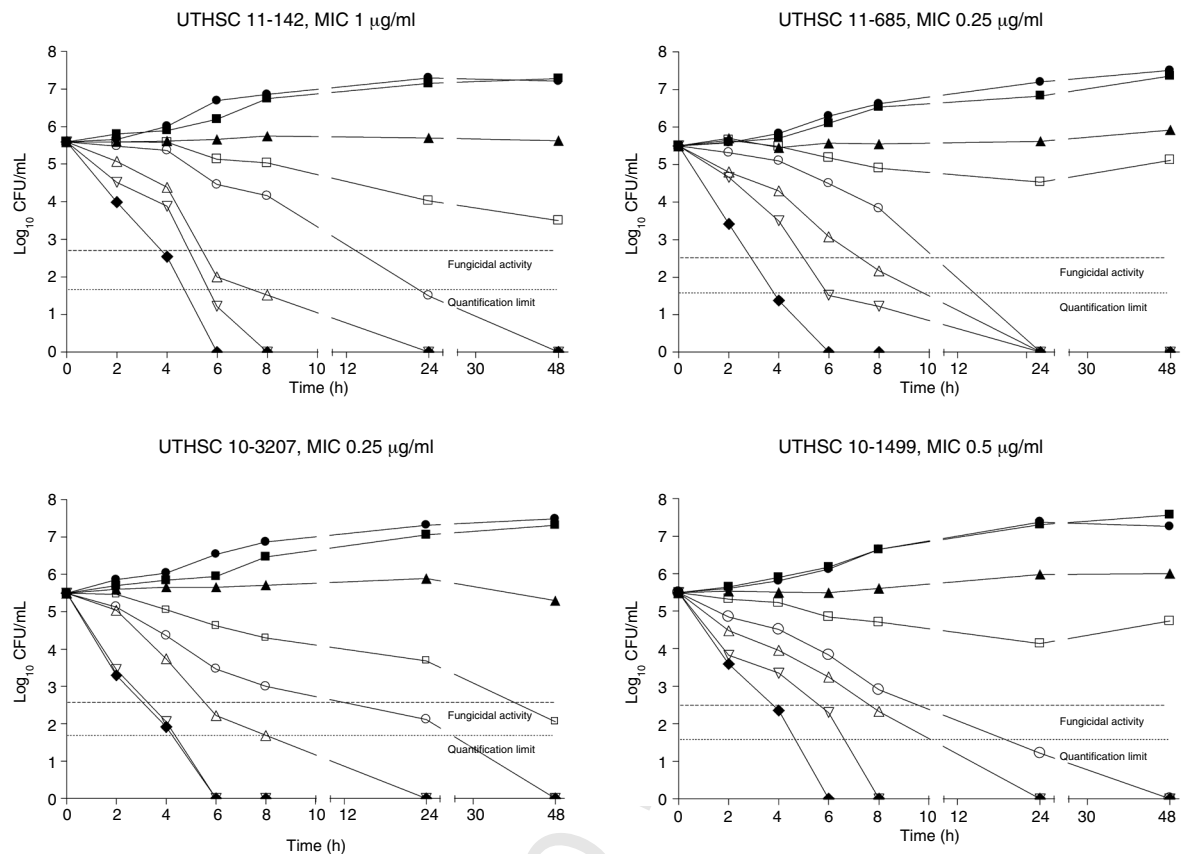 UTHSC 11-142, MIC 1 μg/ml
8
7
6
5
4
3
2
1
0
Log10 CFU/mL
Fungicidal activity
Quantification limit
0 2 4 6 8 10 12 24 30 48
Time (h)
UTHSC 11-685, MIC 0.25 μg/ml
8
7
6
5
4
3
2
1
0
Log10 CFU/mL
Fungicidal activity
Quantification limit
0 2 4 6 8 10 12 24 30 48
Time (h)
UTHSC 10-3207, MIC 0.25 μg/ml
8
7
6
5
4
3
2
1
0
Log10 CFU/mL
Fungicidal activity
Quantification limit
0 2 4 6 8 10 12 24 30 48
Time (h)
UTHSC 10-1499, MIC 0.5 μg/ml
8
7
6
5
4
3
2
1
0
Log10 CFU/mL
Fungicidal activity
Quantification limit
0 2 4 6 8 10 12 24 30 48
Time (h)